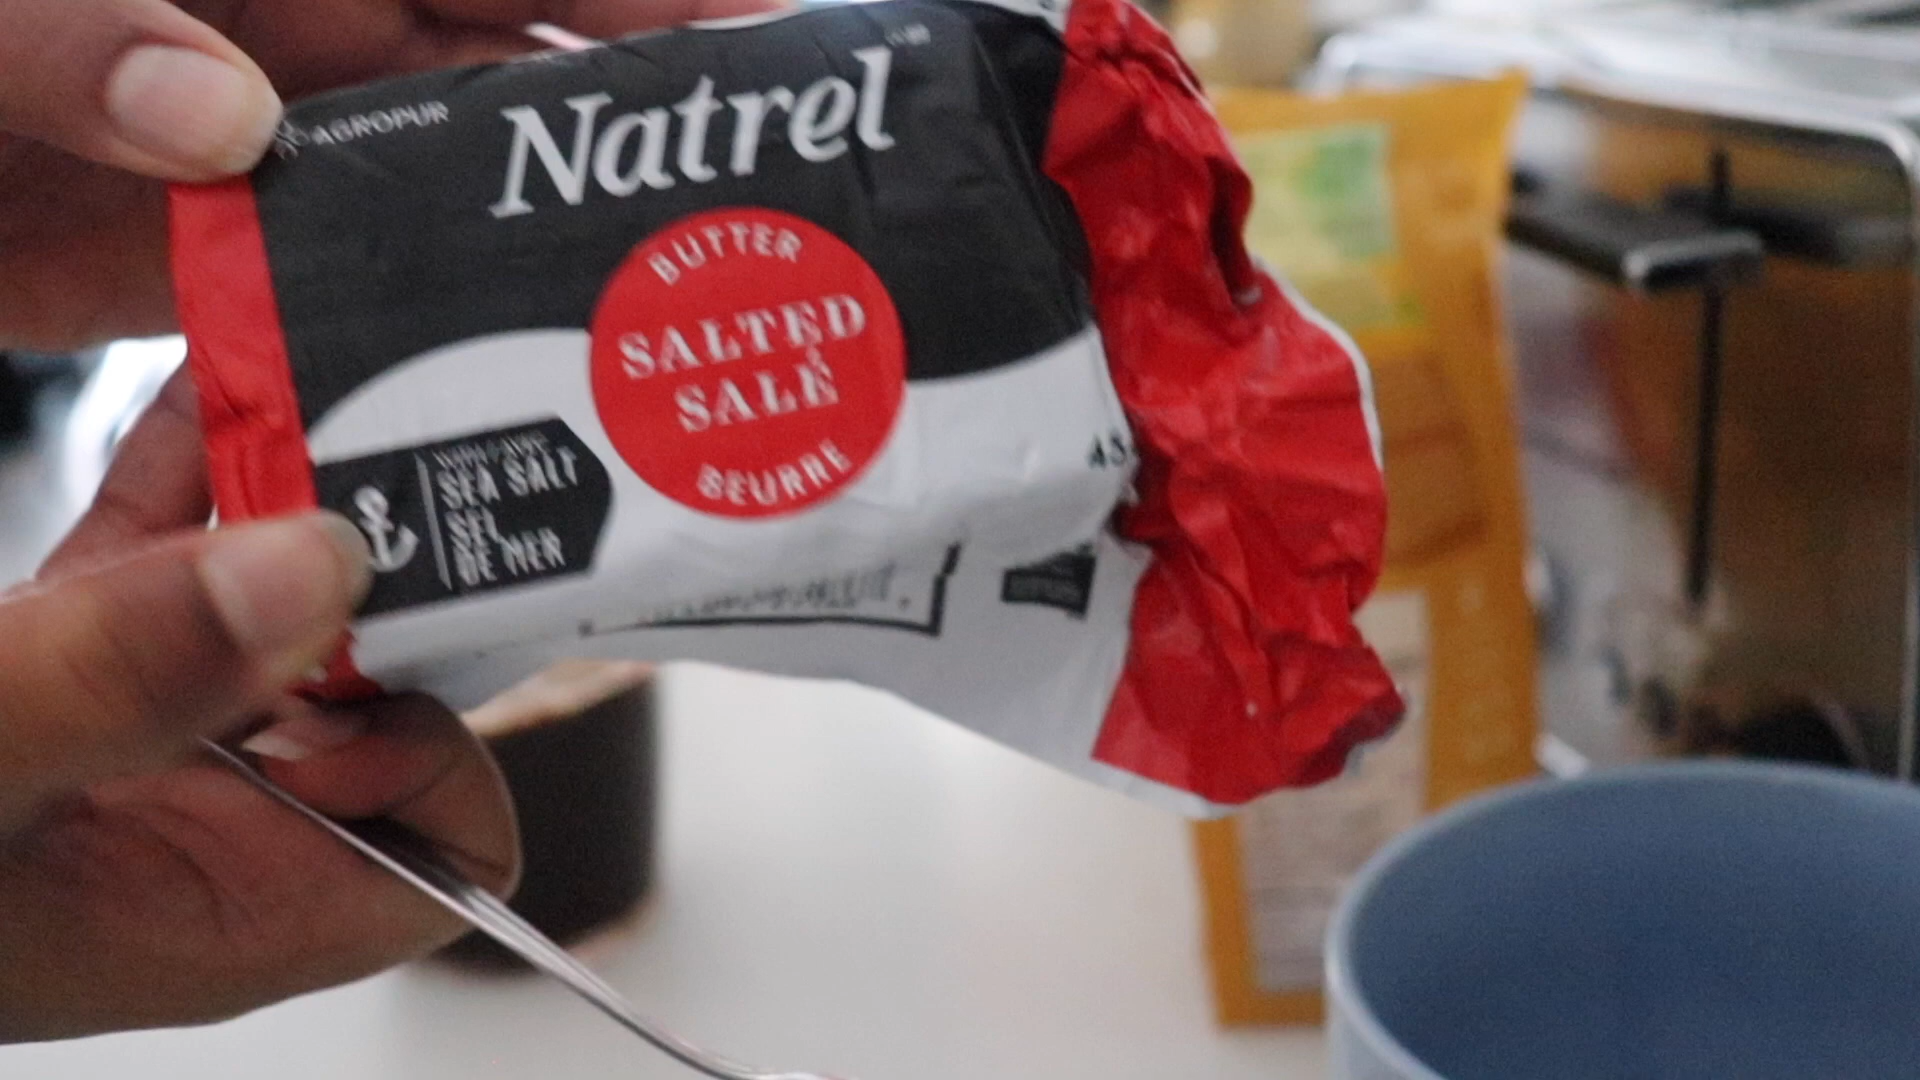 AGROPUR
Natrel
BUTTER
SALTED
SALÉ
BEURRE
SEA SALT
SEL
DE MER